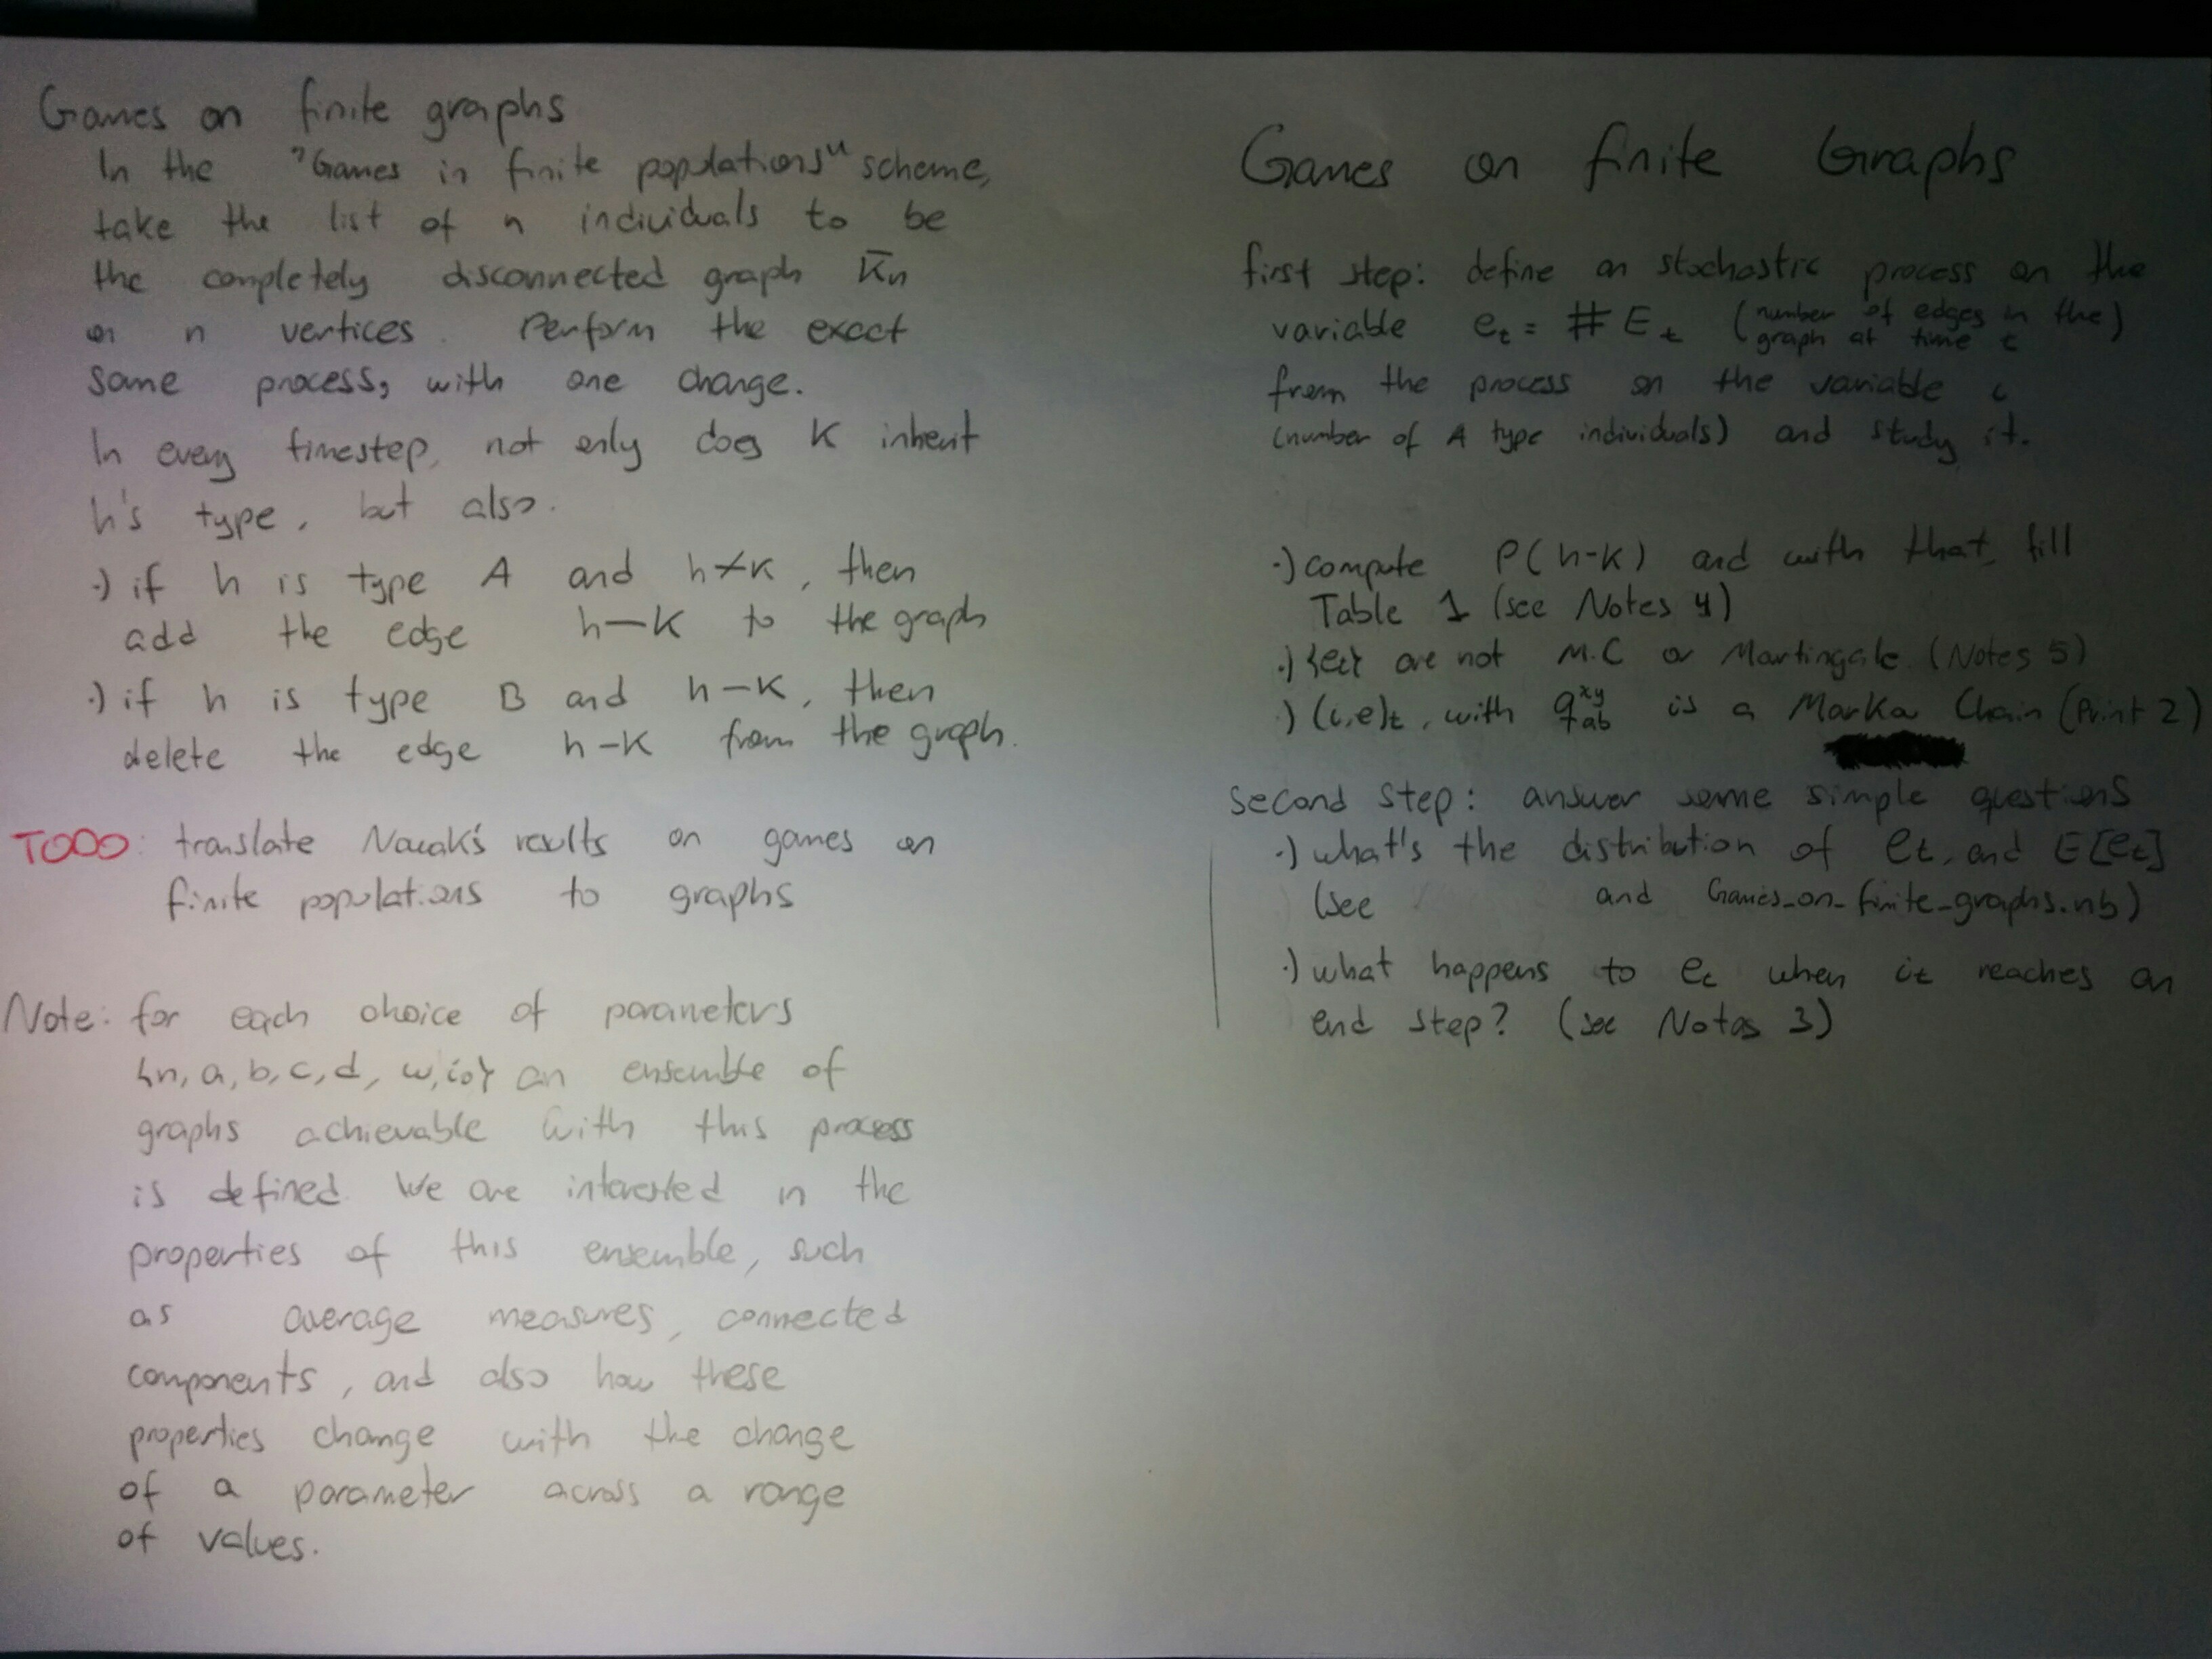 Games on finite graphs
In the "Games in finite populations" scheme,
take the list of n individuals to be
the completely disconnected graph K̅n
on n vertices. Perform the exact
same process, with one change.
In every timestep, not only does K inherit
h's type, but also.
·) if h is type A and h≁K, then
add the edge h—K to the graph
·) if h is type B and h-K, then
delete the edge h-K from the graph.
TODO: translate Nowak's results on games on
finite populations to graphs
Note: for each choice of parameters
{n, a, b, c, d, w, i0} an ensemble of
graphs achievable with this process
is defined. We are interested in the
properties of this ensemble, such
as average measures, connected
components, and also how these
properties change with the change
of a parameter across a range
of values.
Games on finite Graphs
first step: define an stochastic process on the
variable et = # Et (number of edges in the graph at time t)
from the process on the variable i
(number of A type individuals) and study it.
·) compute P(h-K) and with that, fill
Table 1 (see Notes 4)
·) {et} are not M.C or Martingale (Notes 5)
·) (i,e)t, with q^{xy}_{ab} is a Markov Chain (Print 2)
second step: answer some simple questions
·) what's the distribution of et, and E[et]
(see and Games_on_finite_graphs.nb)
·) what happens to et when it reaches an
end step? (see Notes 3)